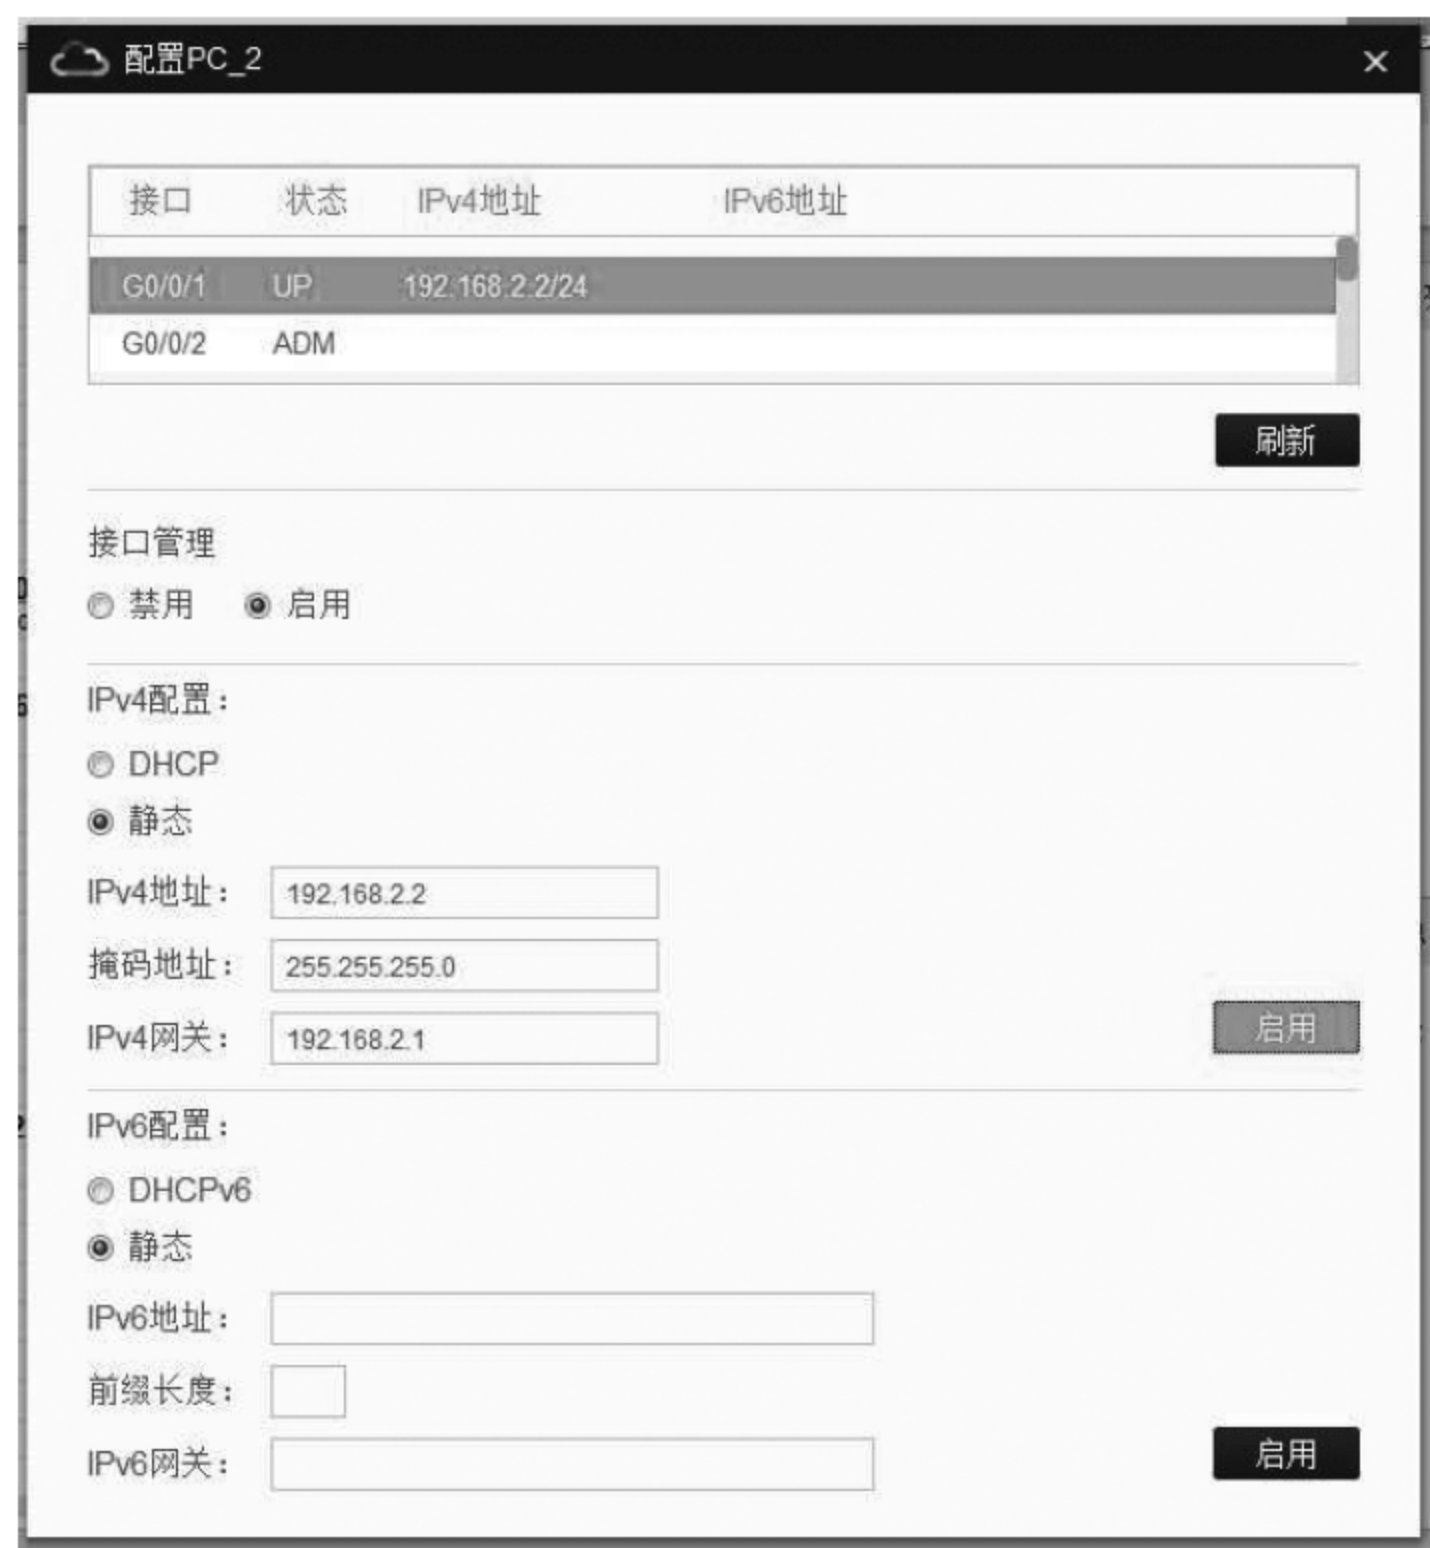 配置PC_2
接口 状态 IPv4地址 IPv6地址
G0/0/1 UP 192.168.2.2/24
G0/0/2 ADM
刷新
接口管理
禁用 启用
IPv4配置：
DHCP
静态
IPv4地址： 192.168.2.2
掩码地址： 255.255.255.0
IPv4网关： 192.168.2.1
启用
IPv6配置：
DHCPv6
静态
IPv6地址：
前缀长度：
IPv6网关：
启用